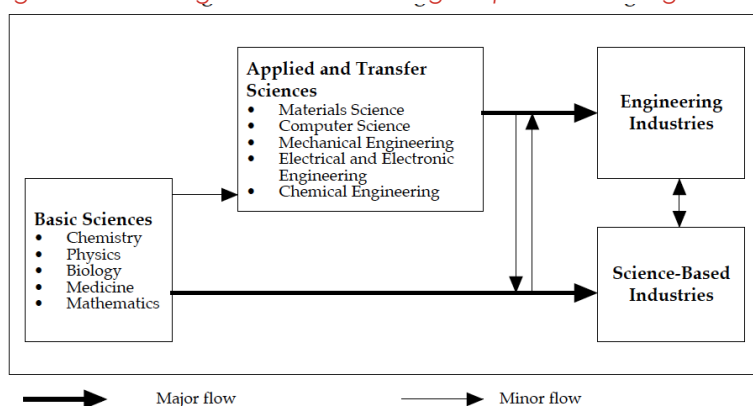 Applied and Transfer
Sciences
• Materials Science
• Computer Science
• Mechanical Engineering
• Electrical and Electronic
Engineering
• Chemical Engineering
Engineering
Industries
Basic Sciences
• Chemistry
• Physics
• Biology
• Medicine
• Mathematics
Science-Based
Industries
Major flow
Minor flow